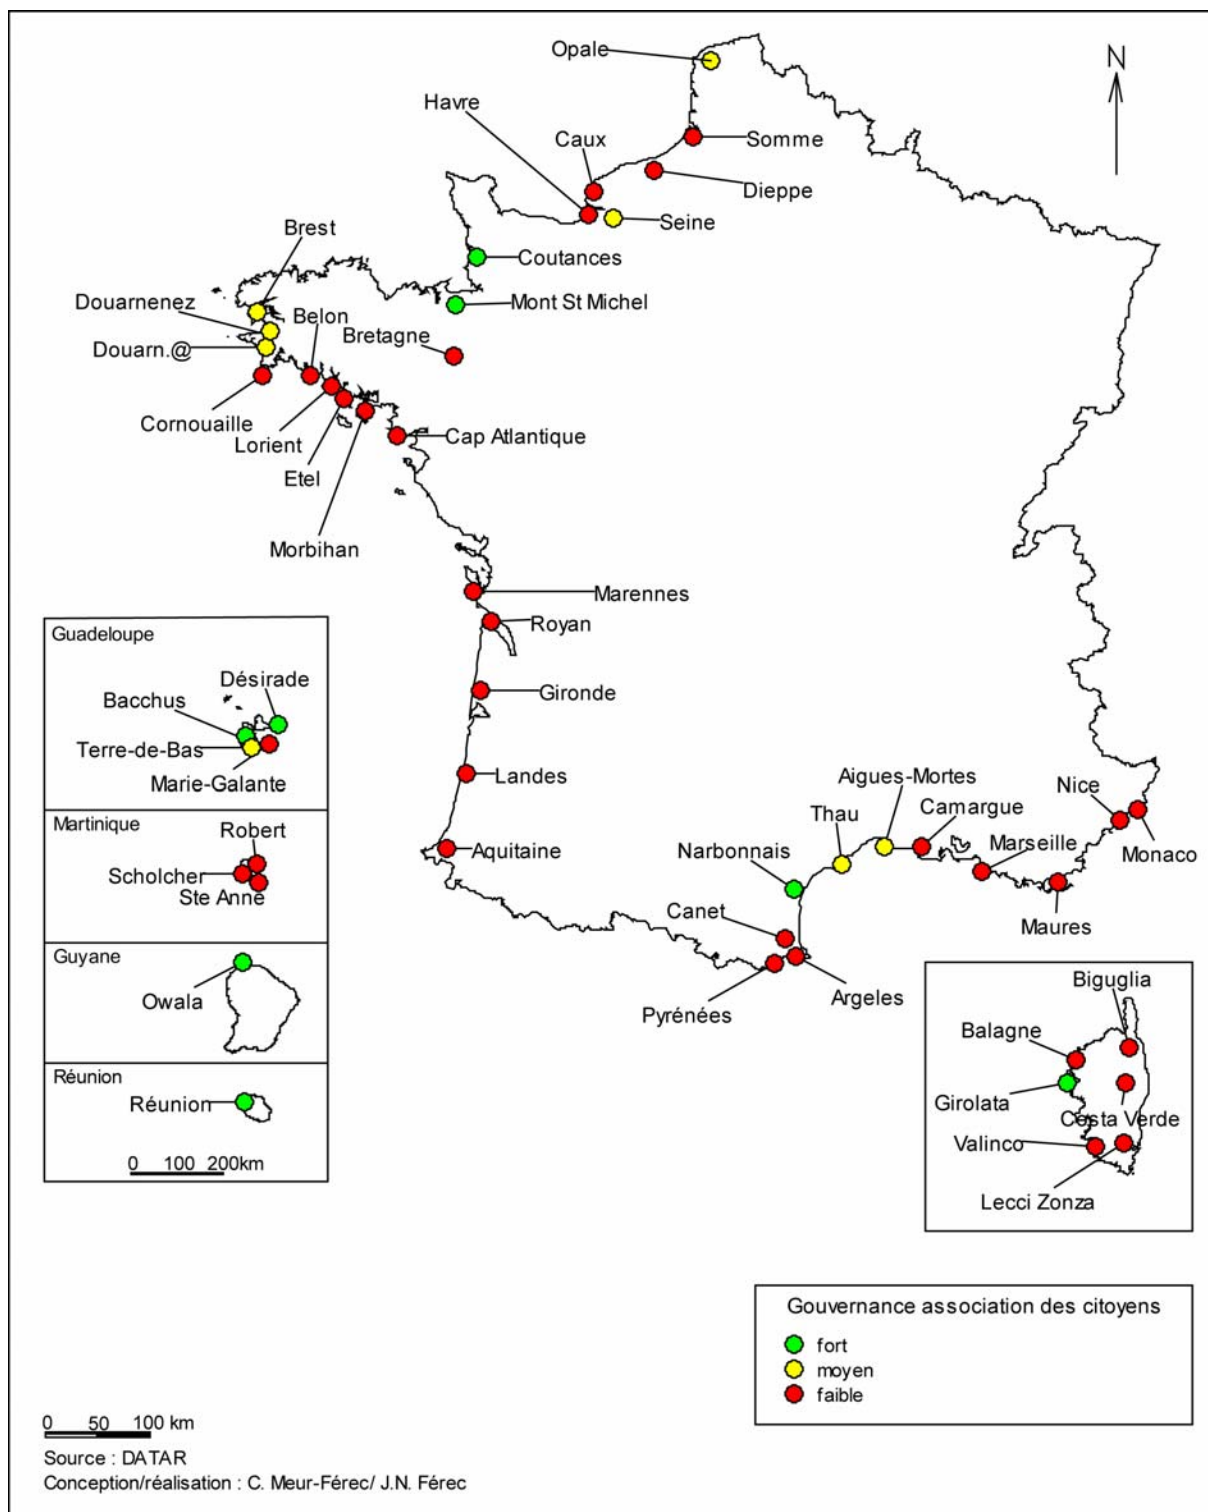 N
Opale
Havre
Caux
Somme
Dieppe
Seine
Brest
Coutances
Douarnenez
Mont St Michel
Belon
Bretagne
Douarn.@
Cornouaille
Lorient
Cap Atlantique
Etel
Morbihan
Marennes
Royan
Gironde
Landes
Aquitaine
Aigues-Mortes
Thau
Camargue
Nice
Narbonnais
Marseille
Monaco
Canet
Maures
Argeles
Pyrénées
Guadeloupe
Désirade
Bacchus
Terre-de-Bas
Marie-Galante
Martinique
Robert
Scholcher
Ste Anne
Guyane
Owala
Réunion
Réunion
0 100 200km
Biguglia
Balagne
Girolata
Costa Verde
Valinco
Lecci Zonza
Gouvernance association des citoyens
fort
moyen
faible
0 50 100 km
Source : DATAR
Conception/réalisation : C. Meur-Férec/ J.N. Férec